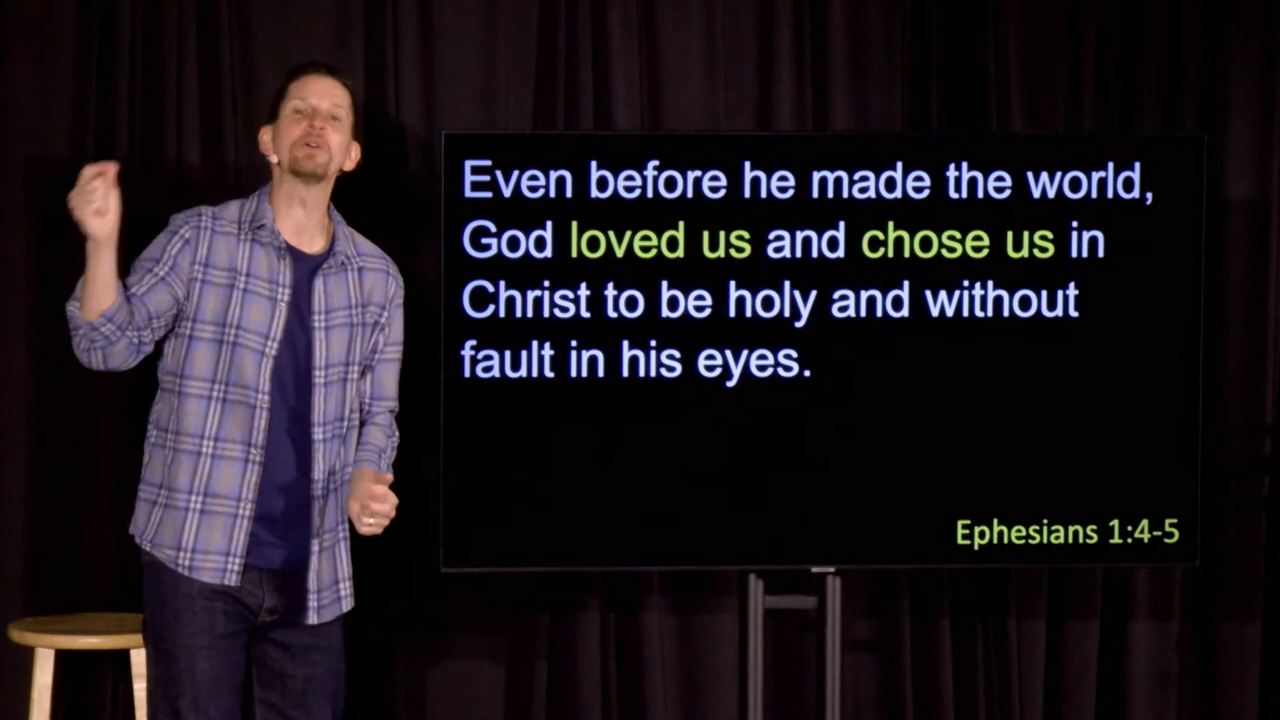 Even before he made the world,
God loved us and chose us in
Christ to be holy and without
fault in his eyes.
Ephesians 1:4-5